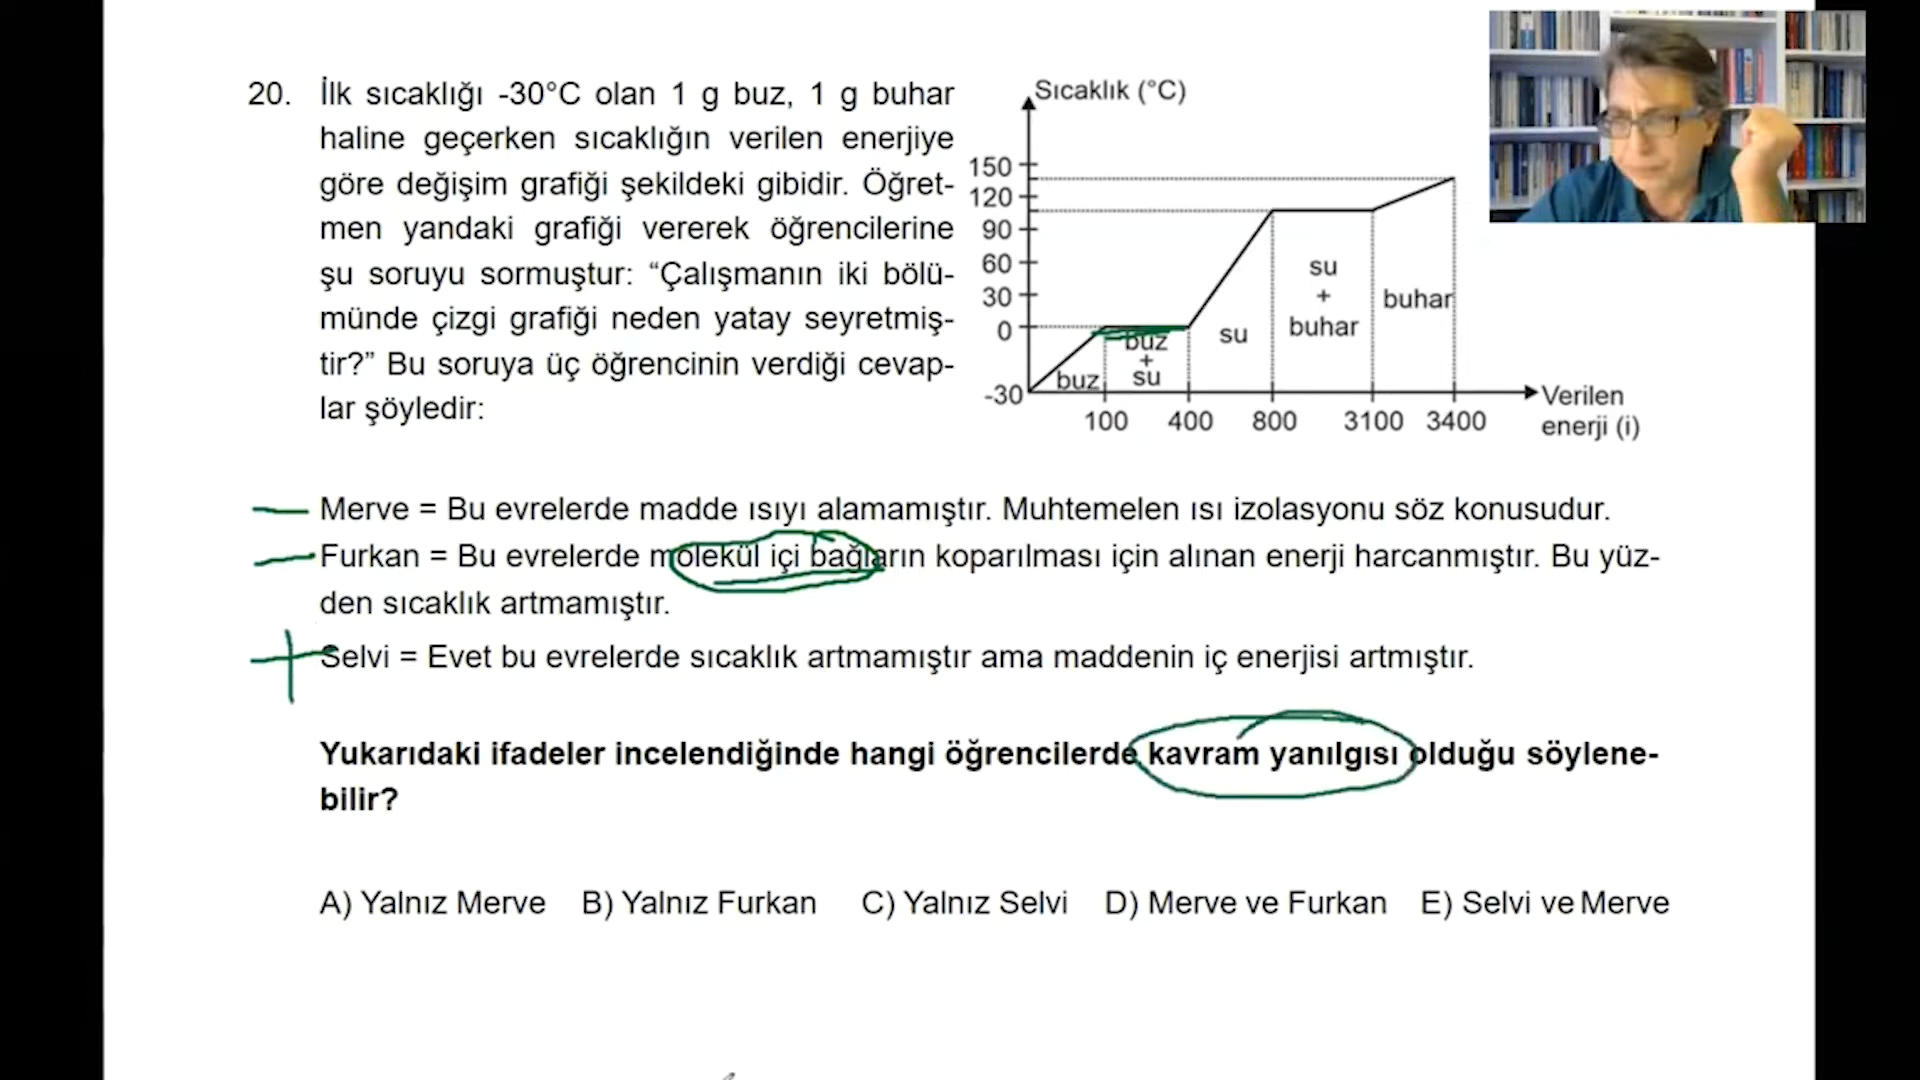 20. İlk sıcaklığı -30°C olan 1 g buz, 1 g buhar
haline geçerken sıcaklığın verilen enerjiye
göre değişim grafiği şekildeki gibidir. Öğret-
men yandaki grafiği vererek öğrencilerine
şu soruyu sormuştur: “Çalışmanın iki bölü-
münde çizgi grafiği neden yatay seyretmiş-
tir?” Bu soruya üç öğrencinin verdiği cevap-
lar şöyledir:
Sıcaklık (°C)
150
120
90
60
30
0
-30
buz
buz
+
su
su
su
+
buhar
buhar
100 400 800 3100 3400
Verilen
enerji (i)
Merve = Bu evrelerde madde ısıyı alamamıştır. Muhtemelen ısı izolasyonu söz konusudur.
Furkan = Bu evrelerde molekül içi bağların koparılması için alınan enerji harcanmıştır. Bu yüz-
den sıcaklık artmamıştır.
Selvi = Evet bu evrelerde sıcaklık artmamıştır ama maddenin iç enerjisi artmıştır.
Yukarıdaki ifadeler incelendiğinde hangi öğrencilerde kavram yanılgısı olduğu söylene-
bilir?
A) Yalnız Merve B) Yalnız Furkan C) Yalnız Selvi D) Merve ve Furkan E) Selvi ve Merve